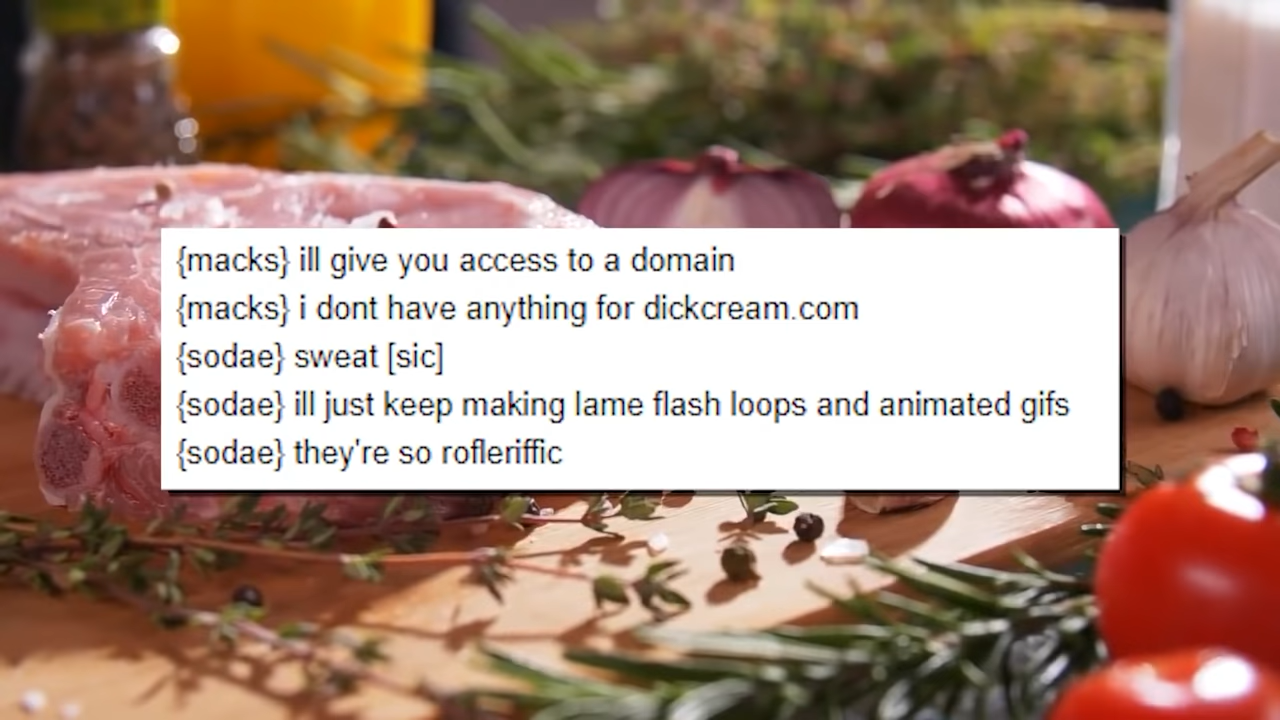 {macks} ill give you access to a domain
{macks} i dont have anything for dickcream.com
{sodae} sweat [sic]
{sodae} ill just keep making lame flash loops and animated gifs
{sodae} they're so rofleriffic